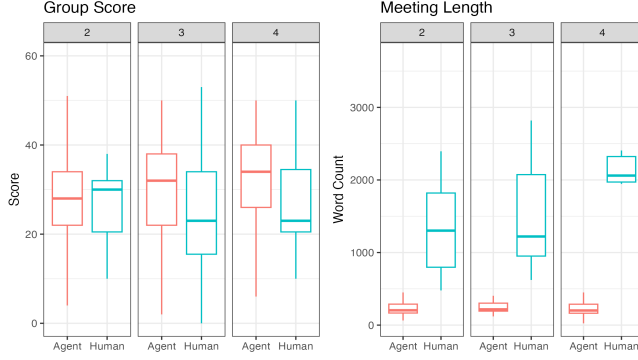 Group Score
2 3 4
Score
60
40
20
0
Agent Human Agent Human Agent Human
Meeting Length
2 3 4
Word Count
3000
2000
1000
0
Agent Human Agent Human Agent Human